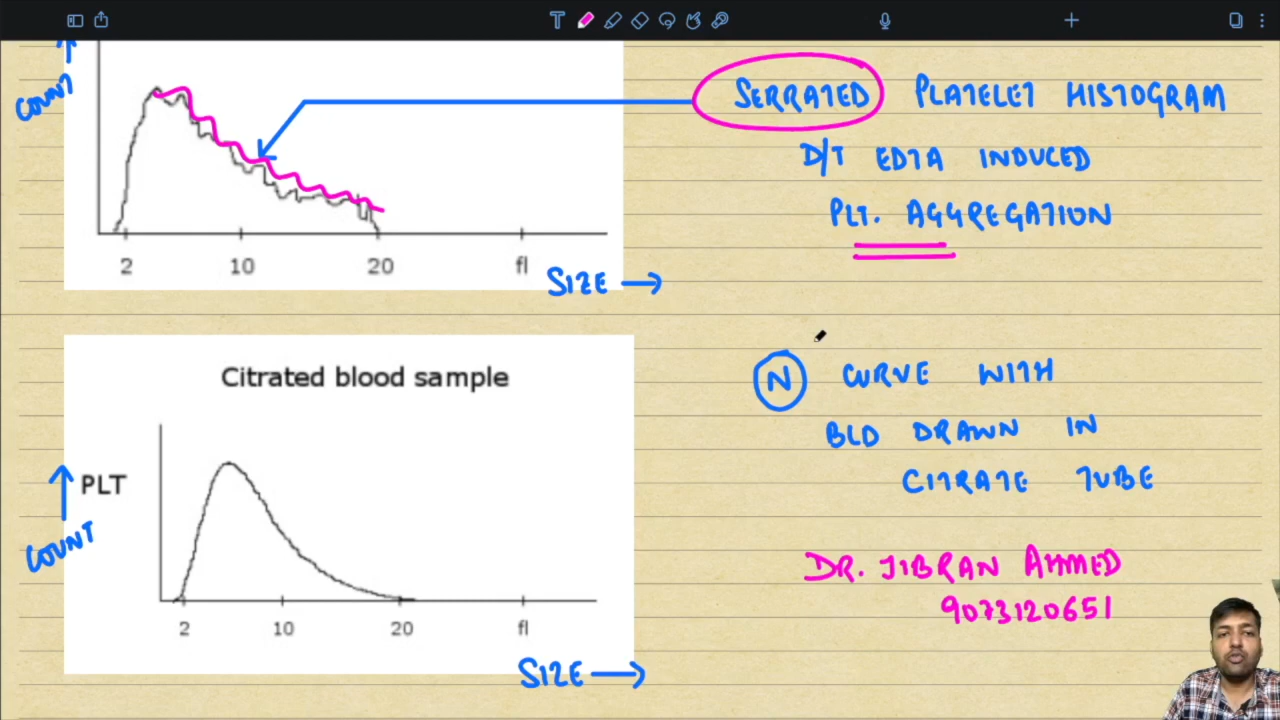 COUNT
2 10 20 fl
SIZE
SERRATED PLATELET HISTOGRAM
D/T EDTA INDUCED
PLT. AGGREGATION
Citrated blood sample
PLT
COUNT
2 10 20 fl
SIZE
N CURVE WITH
BLD DRAWN IN
CITRATE TUBE
DR. JIBRAN AHMED
9073120651